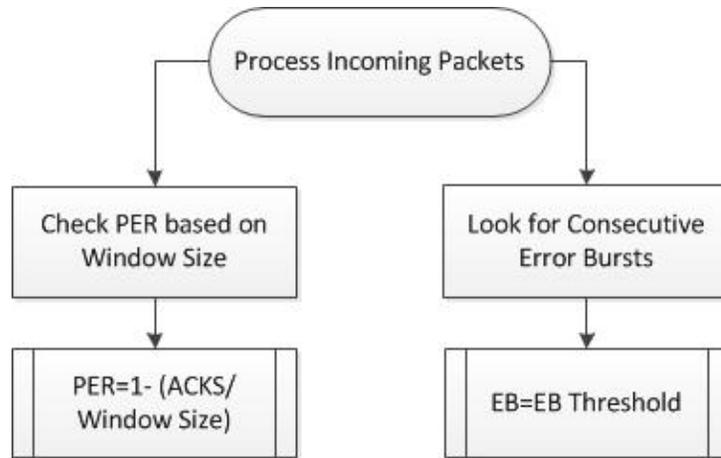 Process Incoming Packets
Check PER based on
Window Size
Look for Consecutive
Error Bursts
PER=1- (ACKS/
Window Size)
EB=EB Threshold